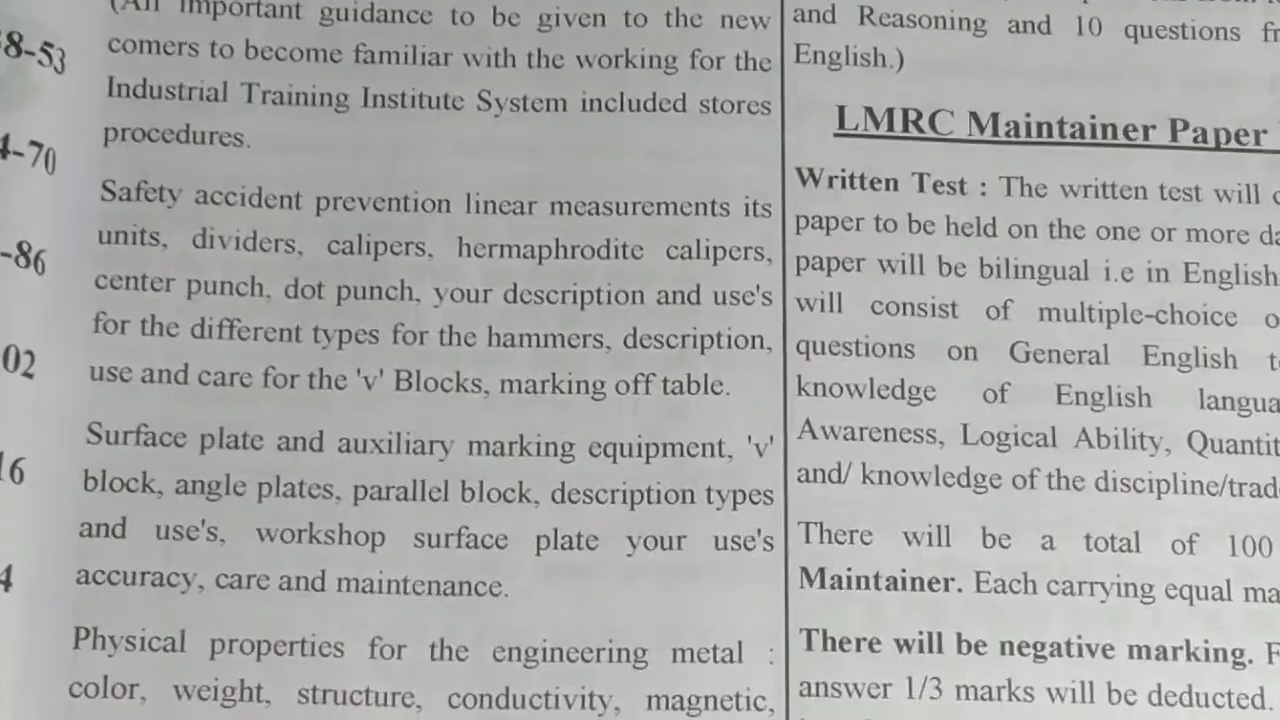 8-53
4-70
-86
02
16
4
(All important guidance to be given to the new
comers to become familiar with the working for the
Industrial Training Institute System included stores
procedures.
Safety accident prevention linear measurements its
units, dividers, calipers, hermaphrodite calipers,
center punch, dot punch, your description and use's
for the different types for the hammers, description,
use and care for the 'v' Blocks, marking off table.
Surface plate and auxiliary marking equipment, 'v'
block, angle plates, parallel block, description types
and use's, workshop surface plate your use's
accuracy, care and maintenance.
Physical properties for the engineering metal :
color, weight, structure, conductivity, magnetic,
and Reasoning and 10 questions
English.)
LMRC Maintainer Paper
Written Test : The written test will
paper to be held on the one or more
paper will be bilingual i.e in English
will consist of multiple-choice
questions on General English
knowledge of English
Awareness, Logical Ability,
and/ knowledge of the
There will be a total of 100
Maintainer. Each carrying equal
There will be negative marking.
answer 1/3 marks will be deducted.